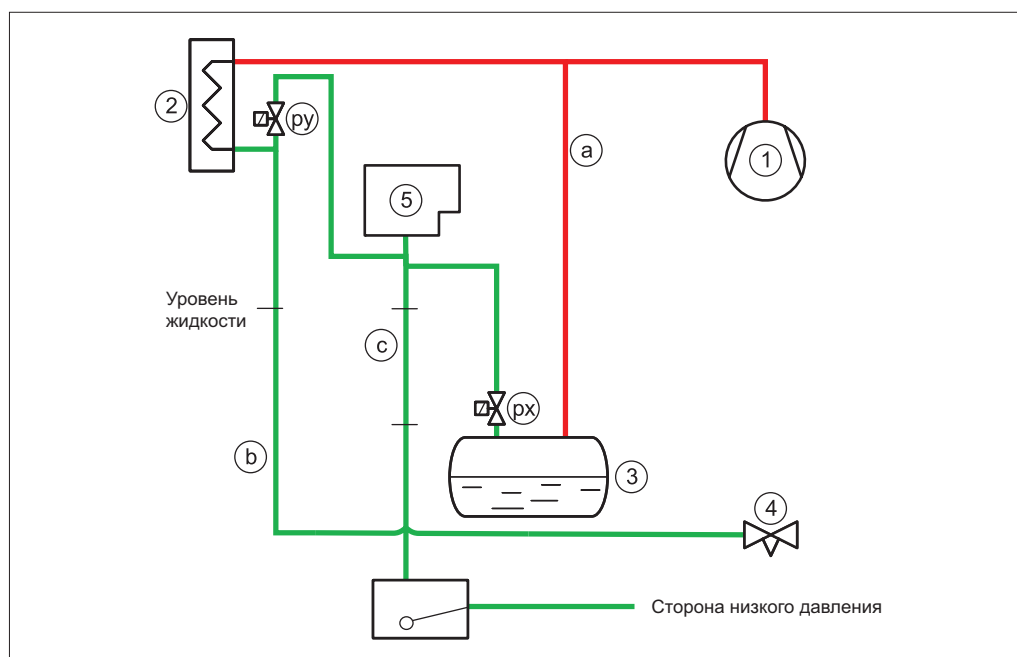 2
py
a
1
5
Уровень
жидкости
c
px
b
3
4
Сторона низкого давления